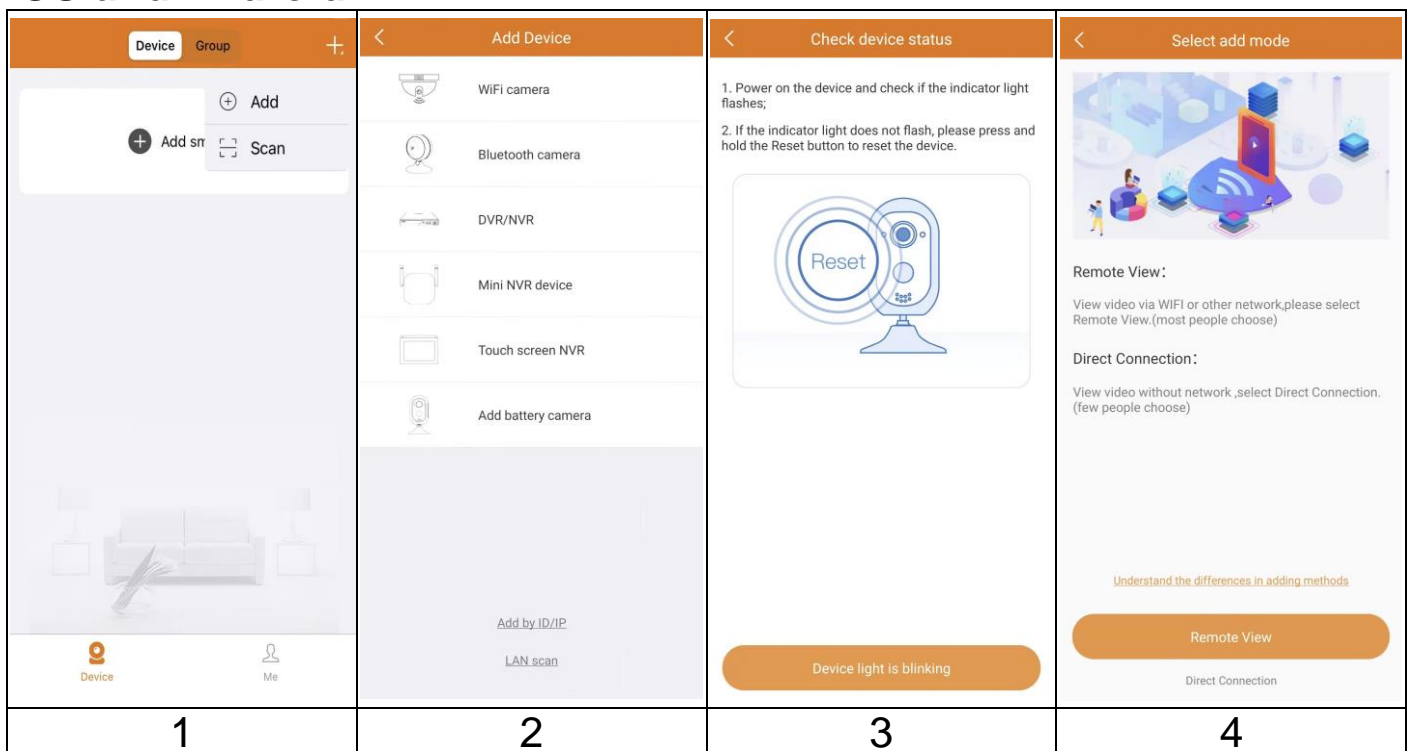 Device Group
Add
Add sm
Scan
Device
Me
1
Add Device
WiFi camera
Bluetooth camera
DVR/NVR
Mini NVR device
Touch screen NVR
Add battery camera
Add by ID/IP
LAN scan
2
Check device status
1. Power on the device and check if the indicator light
flashes;
2. If the indicator light does not flash, please press and
hold the Reset button to reset the device.
Reset
Device light is blinking
3
Select add mode
Remote View:
View video via WIFI or other network,please select
Remote View.(most people choose)
Direct Connection:
View video without network ,select Direct Connection.
(few people choose)
Understand the differences in adding methods
Remote View
Direct Connection
4